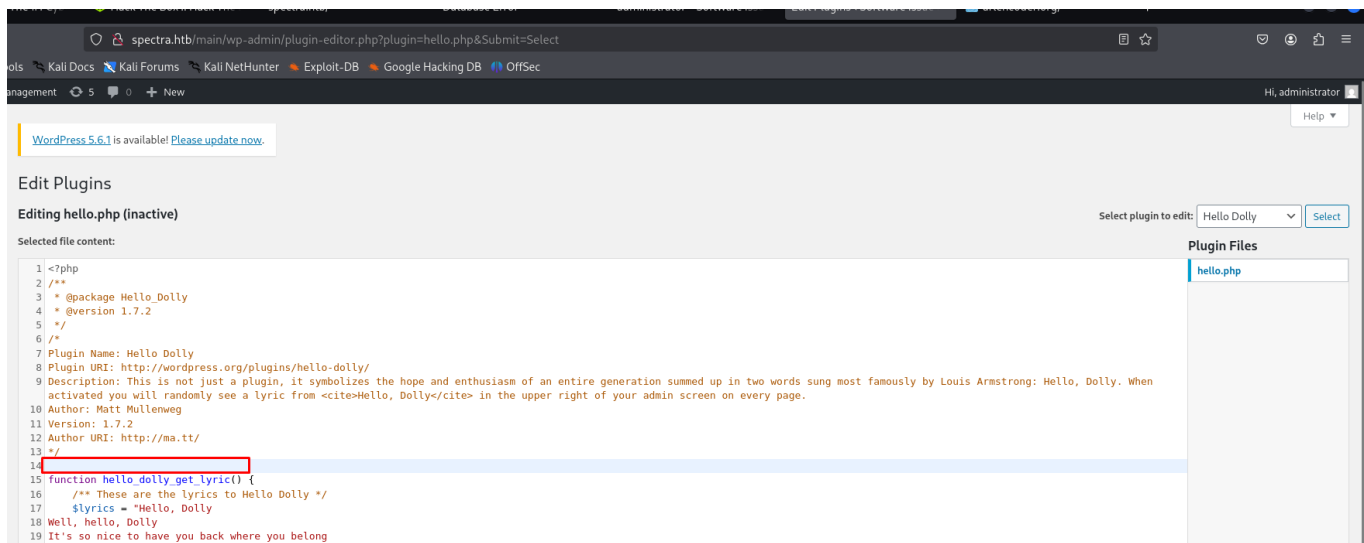 spectra.htb/main/wp-admin/plugin-editor.php?plugin=hello.php&Submit=Select
ools Kali Docs Kali Forums Kali NetHunter Exploit-DB Google Hacking DB OffSec
anagement 5 0 + New Hi, administrator
Help ▼
WordPress 5.6.1 is available! Please update now.
Edit Plugins
Editing hello.php (inactive) Select plugin to edit: Hello Dolly Select
Selected file content: Plugin Files
hello.php
1 <?php
2 /**
3 * @package Hello_Dolly
4 * @version 1.7.2
5 */
6 /*
7 Plugin Name: Hello Dolly
8 Plugin URI: http://wordpress.org/plugins/hello-dolly/
9 Description: This is not just a plugin, it symbolizes the hope and enthusiasm of an entire generation summed up in two words sung most famously by Louis Armstrong: Hello, Dolly. When
activated you will randomly see a lyric from <cite>Hello, Dolly</cite> in the upper right of your admin screen on every page.
10 Author: Matt Mullenweg
11 Version: 1.7.2
12 Author URI: http://ma.tt/
13 */
14
15 function hello_dolly_get_lyric() {
16 /** These are the lyrics to Hello Dolly */
17 $lyrics = "Hello, Dolly
18 Well, hello, Dolly
19 It's so nice to have you back where you belong